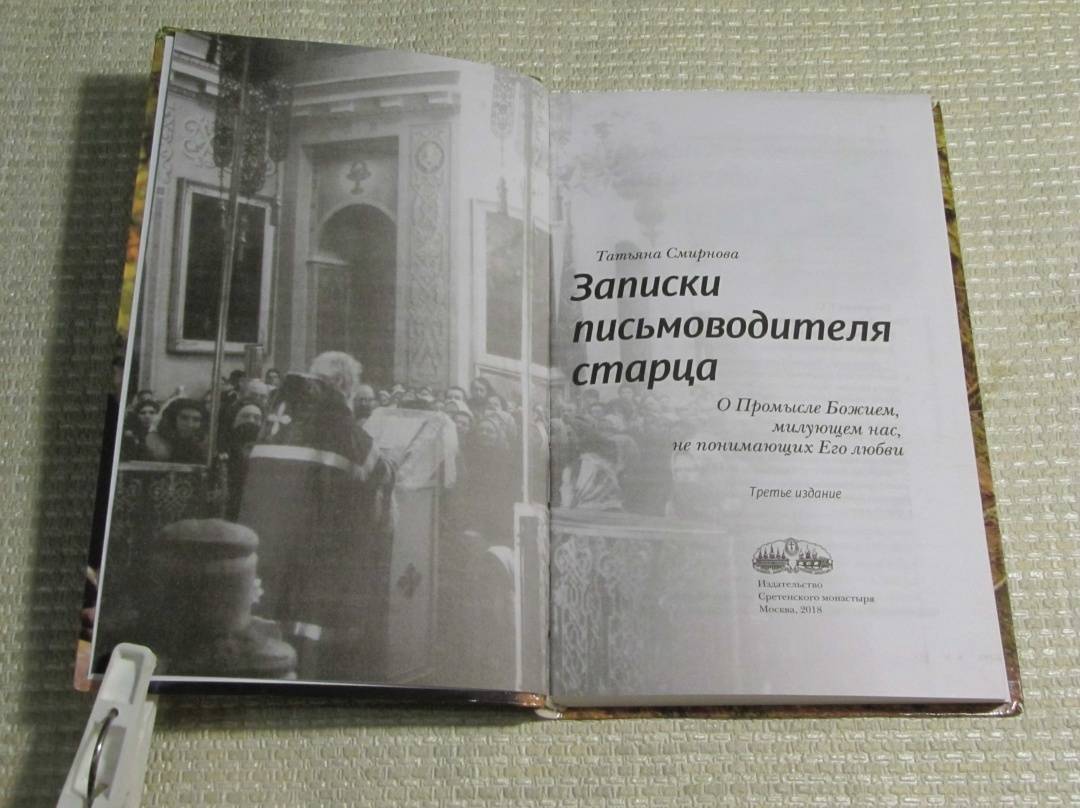 Татьяна Смирнова
Записки
письмоводителя
старца
О Промысле Божием,
милующем нас,
не понимающих Его любви
Третье издание
Издательство
Сретенского монастыря
Москва, 2018